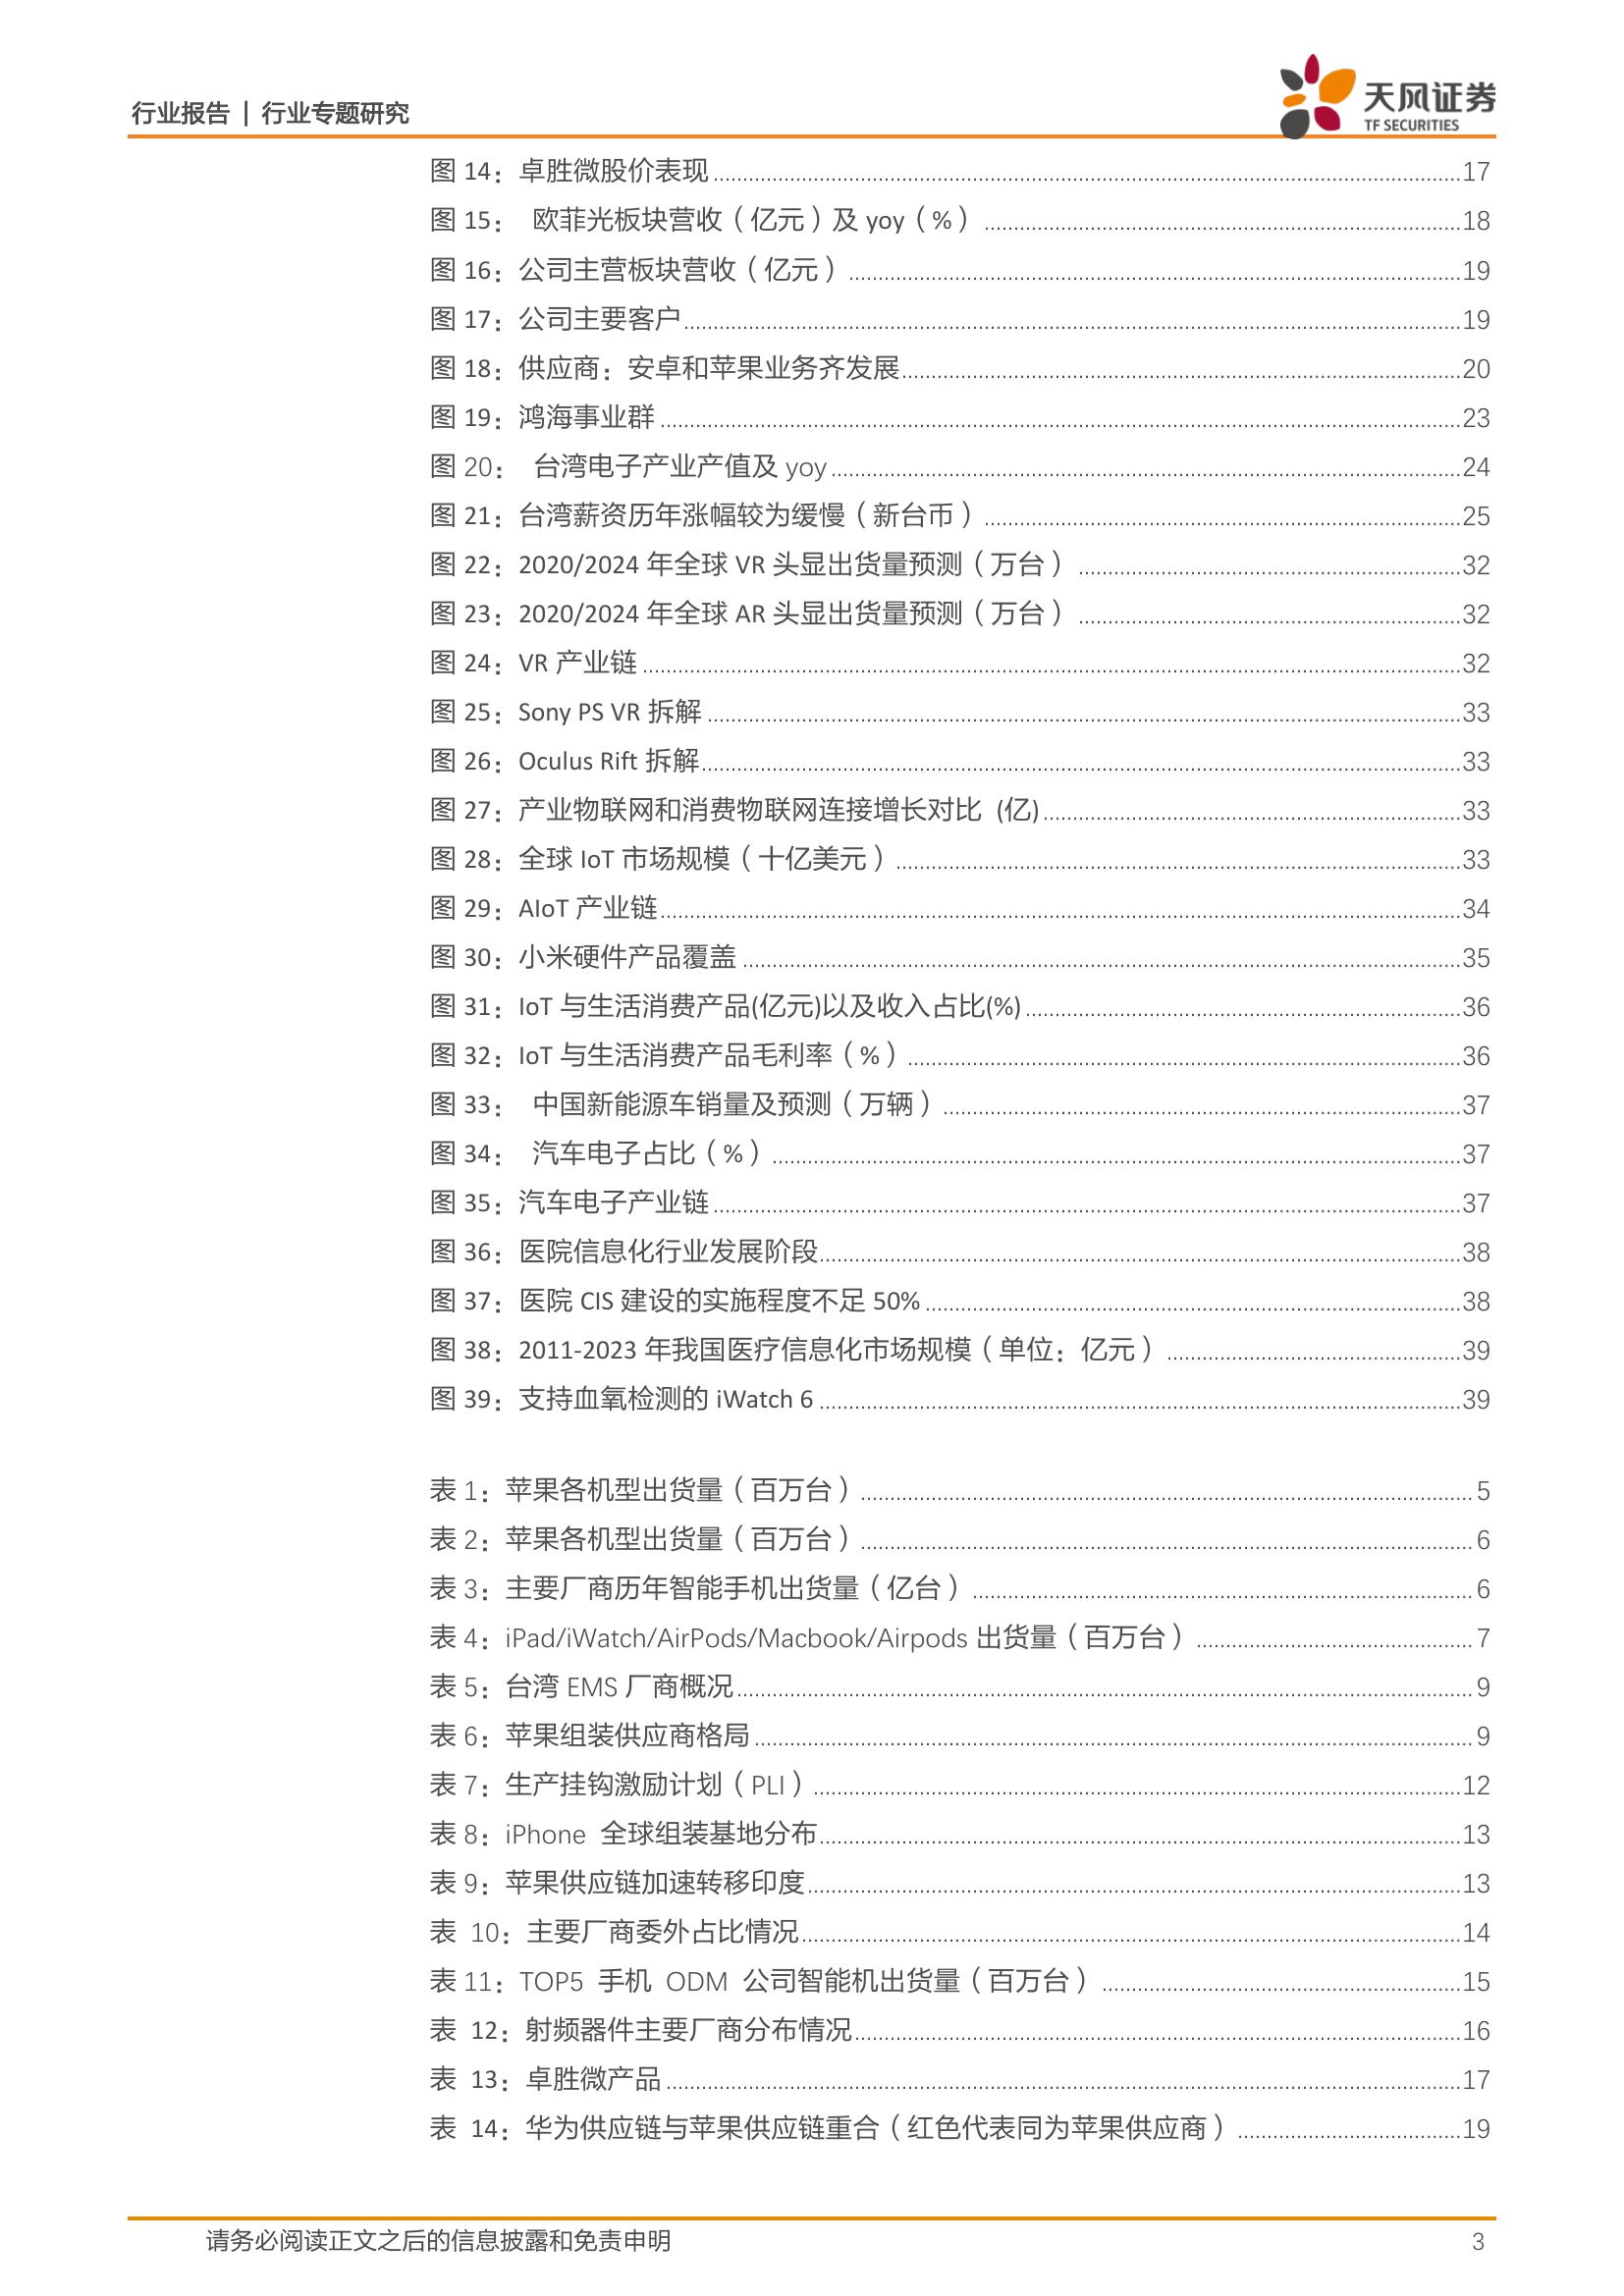 行业报告 | 行业专题研究
天风证券
TF SECURITIES
图 14：卓胜微股价表现 17
图 15： 欧菲光板块营收（亿元）及 yoy（%） 18
图 16：公司主营板块营收（亿元） 19
图 17：公司主要客户 19
图 18：供应商：安卓和苹果业务齐发展 20
图 19：鸿海事业群 23
图 20： 台湾电子产业产值及 yoy 24
图 21：台湾薪资历年涨幅较为缓慢（新台币） 25
图 22：2020/2024 年全球 VR 头显出货量预测（万台） 32
图 23：2020/2024 年全球 AR 头显出货量预测（万台） 32
图 24：VR 产业链 32
图 25：Sony PS VR 拆解 33
图 26：Oculus Rift 拆解 33
图 27：产业物联网和消费物联网连接增长对比 (亿) 33
图 28：全球 IoT 市场规模（十亿美元） 33
图 29：AIoT 产业链 34
图 30：小米硬件产品覆盖 35
图 31：IoT 与生活消费产品(亿元)以及收入占比(%) 36
图 32：IoT 与生活消费产品毛利率（%） 36
图 33： 中国新能源车销量及预测（万辆） 37
图 34： 汽车电子占比（%） 37
图 35：汽车电子产业链 37
图 36：医院信息化行业发展阶段 38
图 37：医院 CIS 建设的实施程度不足 50% 38
图 38：2011-2023 年我国医疗信息化市场规模（单位：亿元） 39
图 39：支持血氧检测的 iWatch 6 39
表 1：苹果各机型出货量（百万台） 5
表 2：苹果各机型出货量（百万台） 6
表 3：主要厂商历年智能手机出货量（亿台） 6
表 4：iPad/iWatch/AirPods/Macbook/Airpods 出货量（百万台） 7
表 5：台湾 EMS 厂商概况 9
表 6：苹果组装供应商格局 9
表 7：生产挂钩激励计划（PLI） 12
表 8：iPhone 全球组装基地分布 13
表 9：苹果供应链加速转移印度 13
表 10：主要厂商委外占比情况 14
表 11：TOP5 手机 ODM 公司智能机出货量（百万台） 15
表 12：射频器件主要厂商分布情况 16
表 13：卓胜微产品 17
表 14：华为供应链与苹果供应链重合（红色代表同为苹果供应商） 19
请务必阅读正文之后的信息披露和免责申明 3